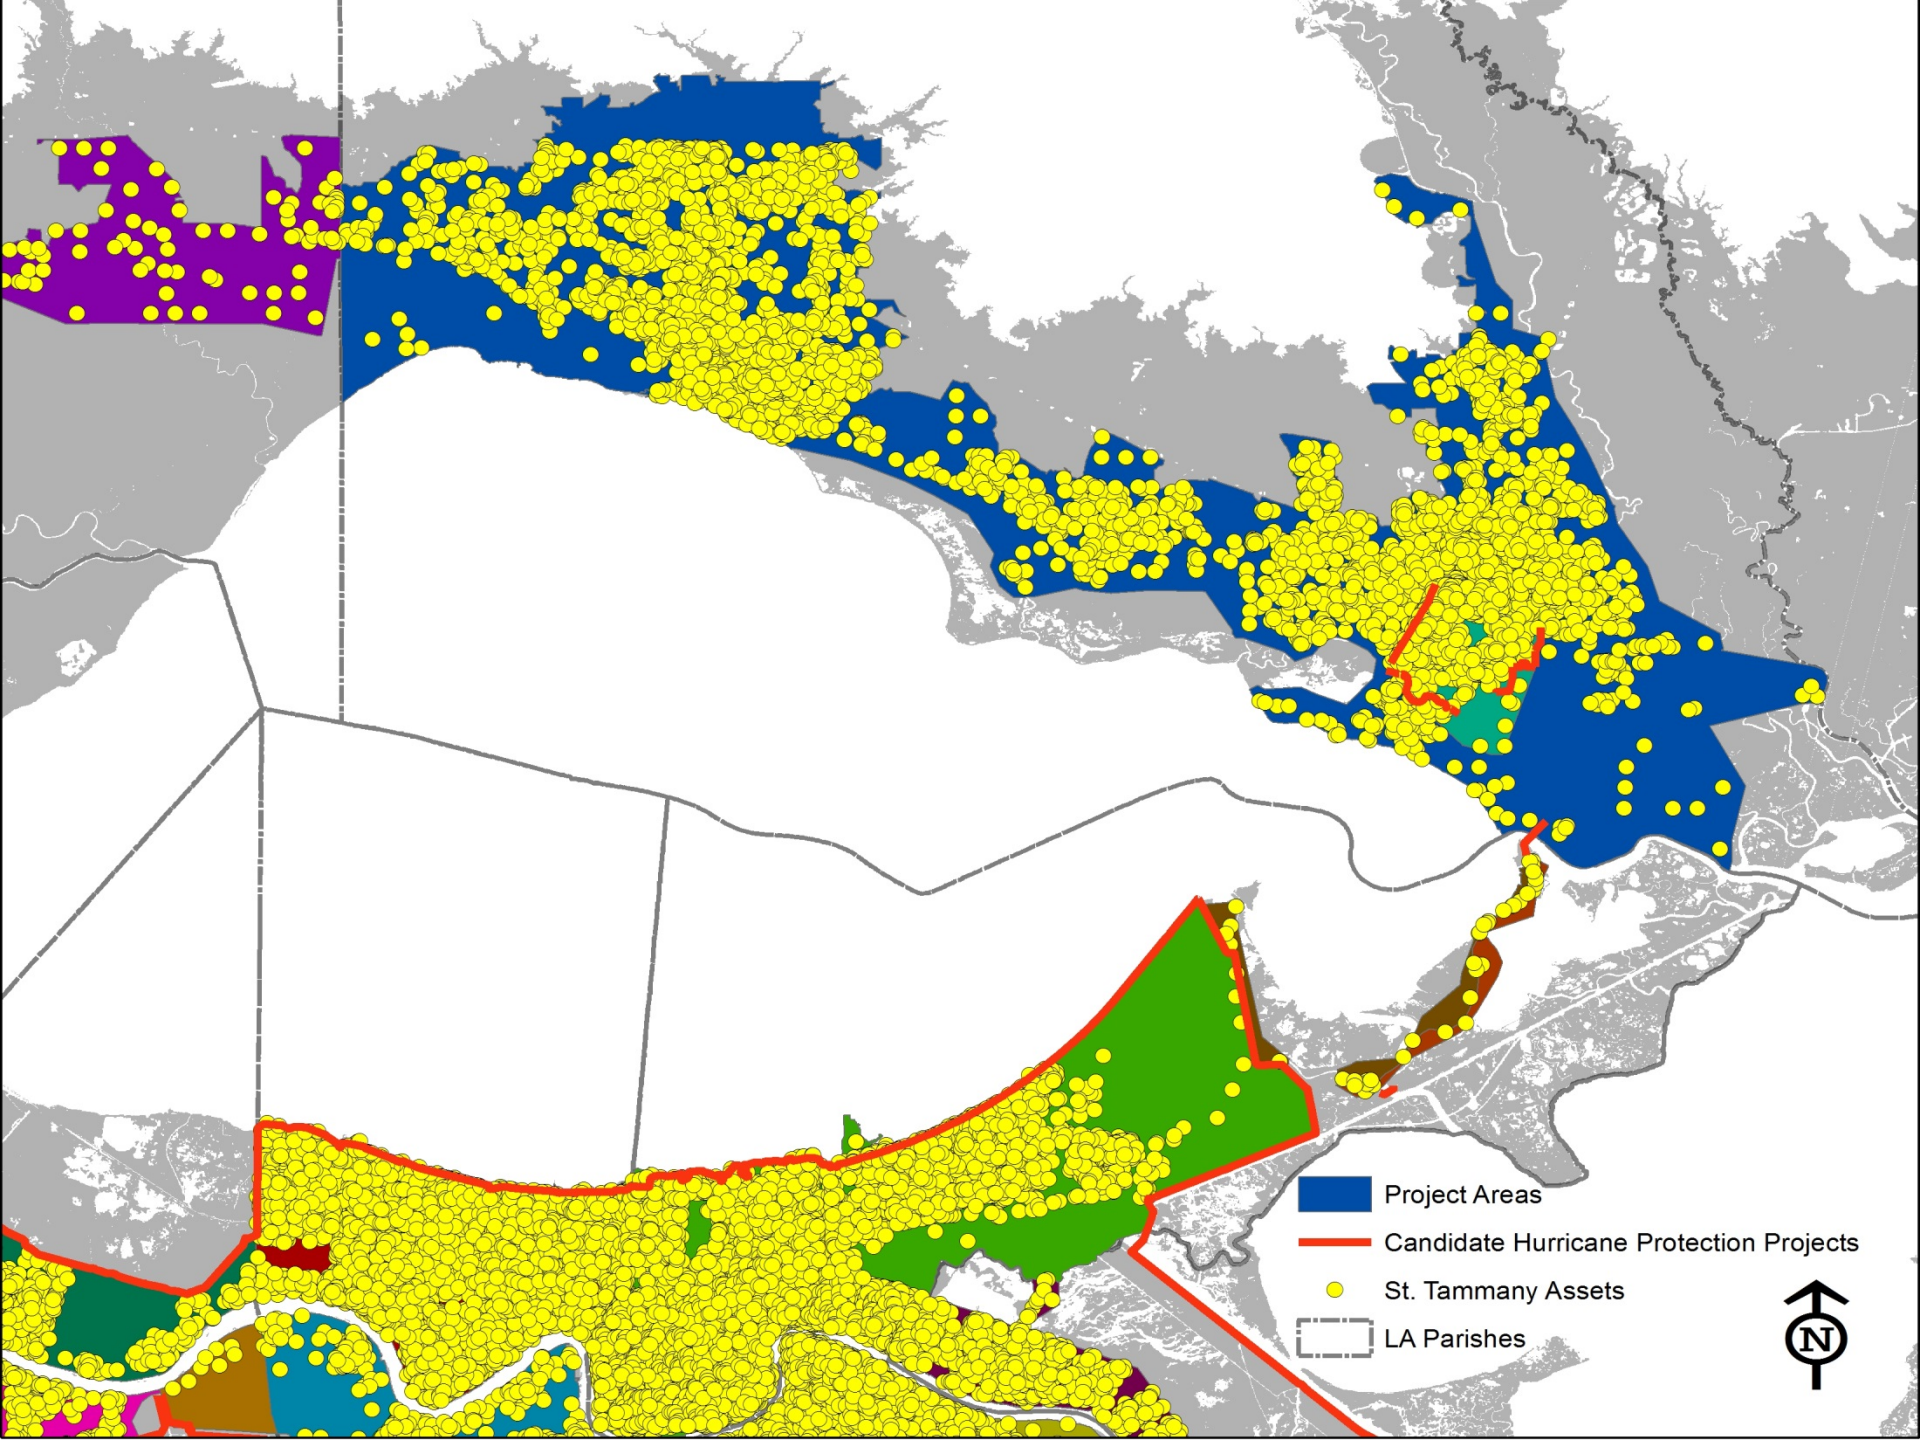 Project Areas
Candidate Hurricane Protection Projects
St. Tammany Assets
LA Parishes
N